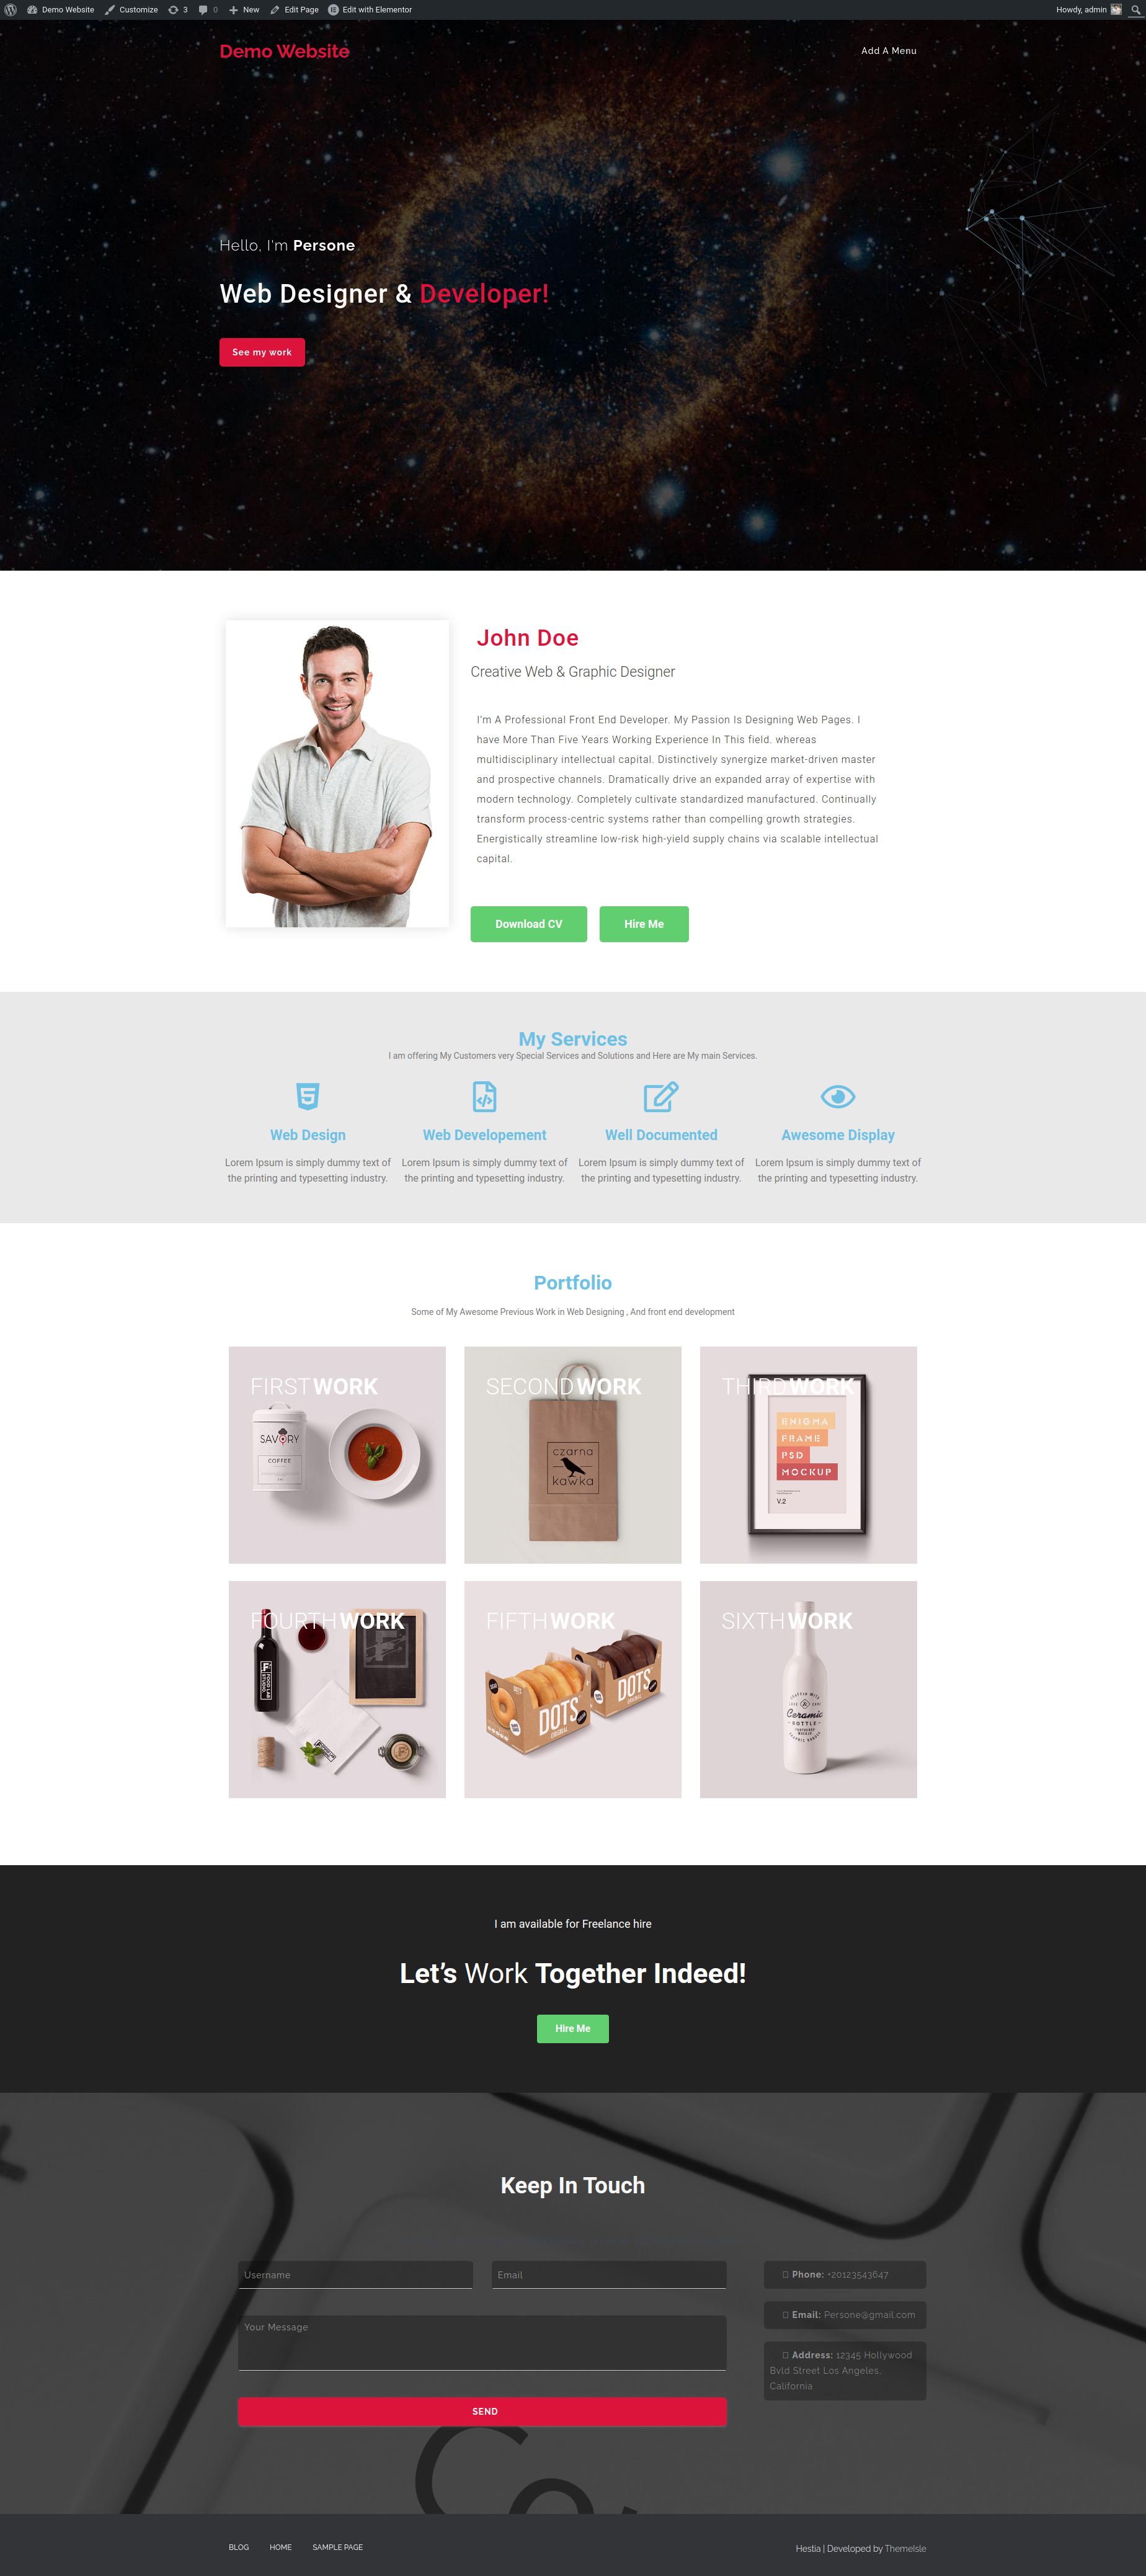 Demo Website Customize 3 0 New Edit Page Edit with Elementor Howdy, admin
Demo Website
Add A Menu
Hello, I'm Persone
Web Designer & Developer!
See my work
John Doe
Creative Web & Graphic Designer
I'm A Professional Front End Developer. My Passion Is Designing Web Pages. I
have More Than Five Years Working Experience In This field. whereas
multidisciplinary intellectual capital. Distinctively synergize market-driven master
and prospective channels. Dramatically drive an expanded array of expertise with
modern technology. Completely cultivate standardized manufactured. Continually
transform process-centric systems rather than compelling growth strategies.
Energistically streamline low-risk high-yield supply chains via scalable intellectual
capital.
Download CV
Hire Me
My Services
I am offering My Customers very Special Services and Solutions and Here are My main Services.
Web Design
Lorem Ipsum is simply dummy text of
the printing and typesetting industry.
Web Developement
Lorem Ipsum is simply dummy text of
the printing and typesetting industry.
Well Documented
Lorem Ipsum is simply dummy text of
the printing and typesetting industry.
Awesome Display
Lorem Ipsum is simply dummy text of
the printing and typesetting industry.
Portfolio
Some of My Awesome Previous Work in Web Designing , And front end development
FIRST WORK
SAVORY
COFFEE
SECOND WORK
czarna
kawka
THIRD WORK
ENIGMA
FRAME
PSD
MOCKUP
V.2
FOURTH WORK
FIFTH WORK
DOTS
ORIGINAL
DOTS
SIXTH WORK
Ceramic
BOTTLE
I am available for Freelance hire
Let's Work Together Indeed!
Hire Me
Keep In Touch
Username
Email
Your Message
SEND
Phone: +20123543647
Email: Persone@gmail.com
Address: 12345 Hollywood
Bvld Street Los Angeles,
California
BLOG HOME SAMPLE PAGE
Hestia | Developed by ThemeIsle